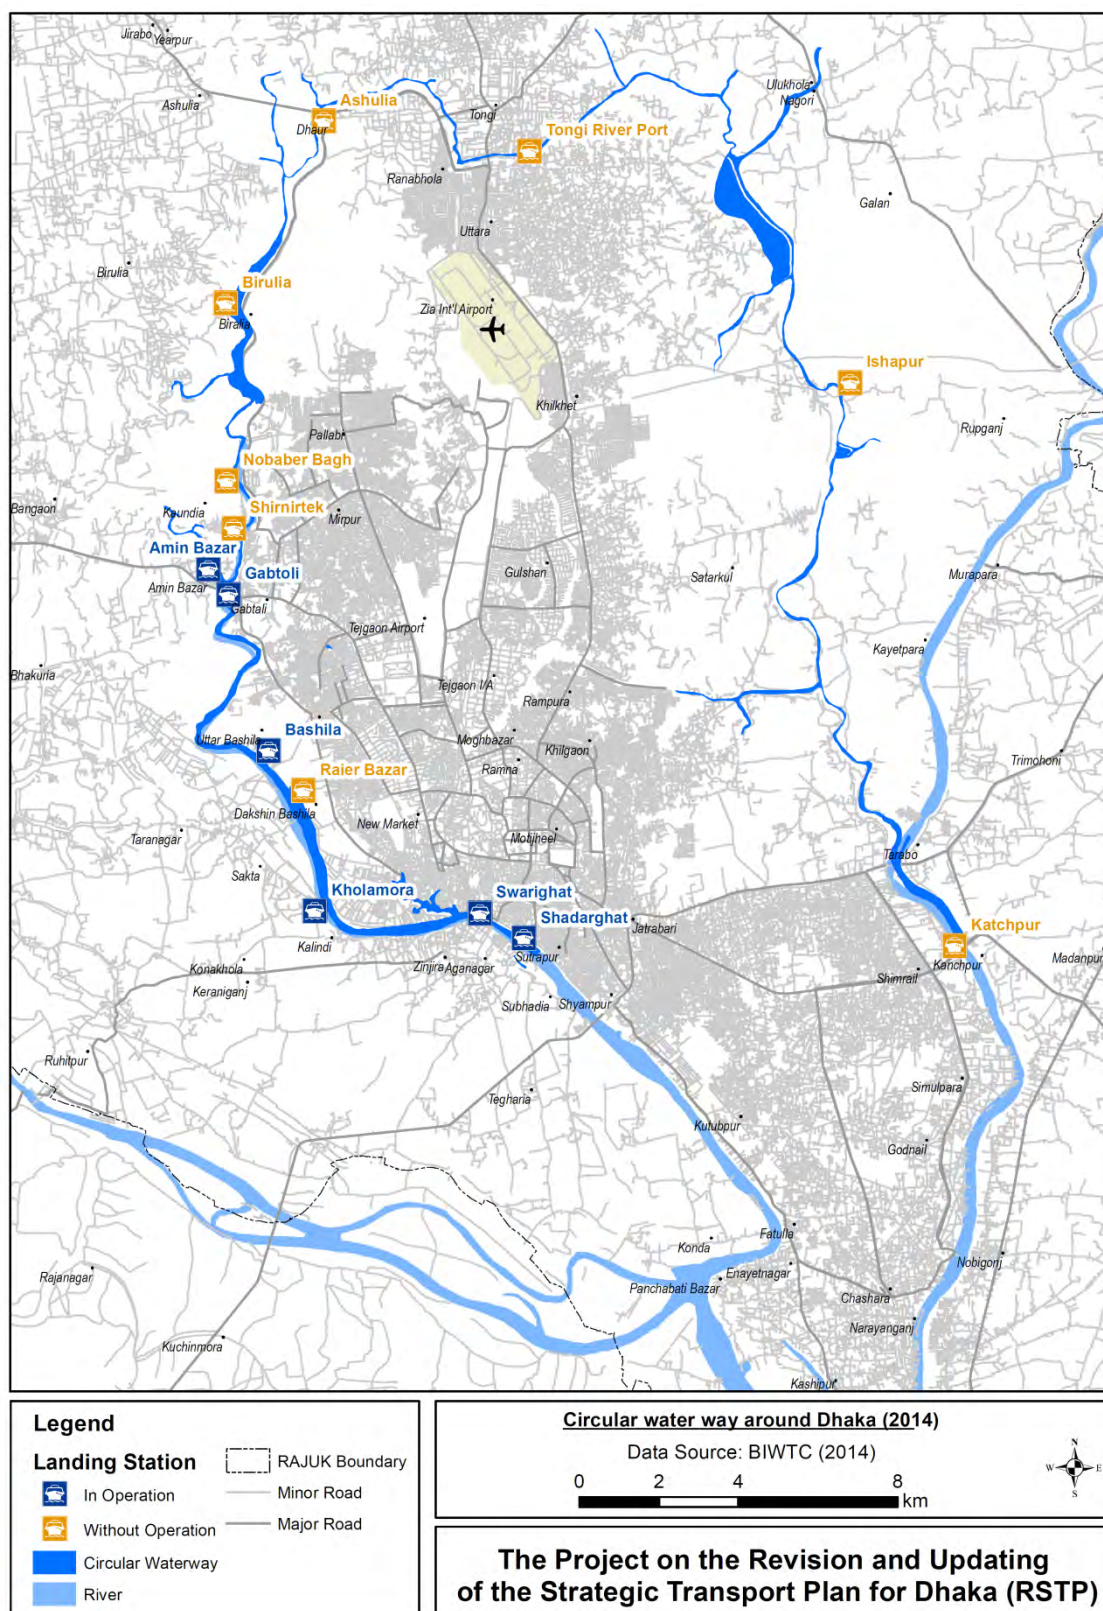 Jirabo
Yearpur
Ashulia
Ashulia
Dhaur
Tongi
Tongi River Port
Ulukhola
Nagori
Ranabhola
Galan
Uttara
Birulia
Birulia
Biralia
Zia Int'l Airport
Ishapur
Khilkhet
Rupganj
Pallabi
Nobaber Bagh
Bangaon
Kaundia
Shirnirtek
Mirpur
Amin Bazar
Gabtoli
Amin Bazar
Gabtali
Gulshan
Satarkul
Murapara
Tejgaon Airport
Kayetpara
Bhakuria
Tejgaon I/A
Rampura
Bashila
Uttar Bashila
Moghbazar
Khilgaon
Trimohoni
Raier Bazar
Ramna
Dakshin Bashila
New Market
Motijheel
Taranagar
Tarabo
Sakta
Kholamora
Swarighat
Shadarghat
Jatrabari
Katchpur
Kalindi
Sutrapur
Konakhola
Zinjira
Aganagar
Shimrail
Kanchpur
Madanpur
Keraniganj
Subhadia
Shyampur
Ruhitpur
Tegharia
Simulpara
Kutubpur
Godnail
Fatulla
Konda
Nobigonj
Rajanagar
Enayetnagar
Panchabati Bazar
Chashara
Narayanganj
Kuchinmora
Kashipur
Legend
Landing Station
In Operation
Without Operation
Circular Waterway
River
RAJUK Boundary
Minor Road
Major Road
Circular water way around Dhaka (2014)
Data Source: BIWTC (2014)
0 2 4 8
km
N
W E
S
The Project on the Revision and Updating
of the Strategic Transport Plan for Dhaka (RSTP)